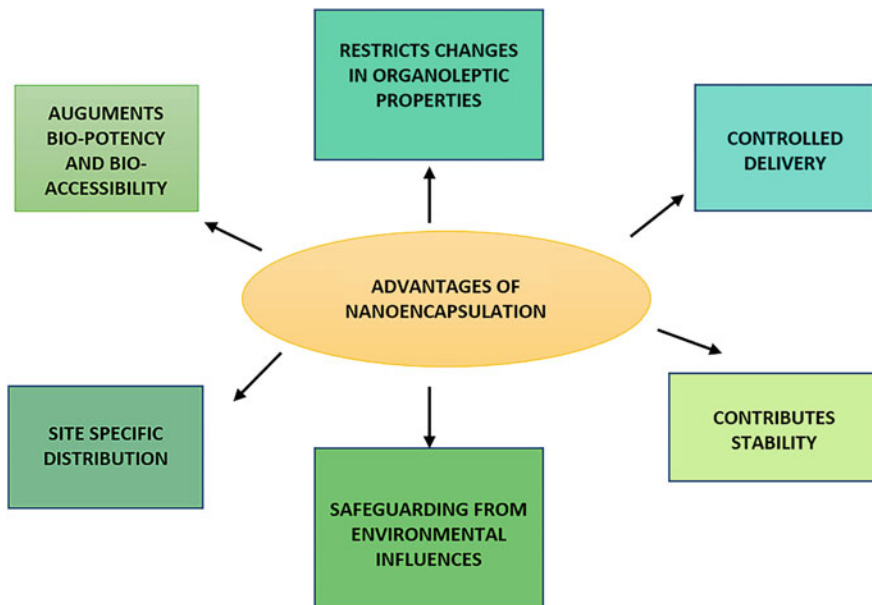 RESTRICTS CHANGES
IN ORGANOLEPTIC
PROPERTIES
AUGUMENTS
BIO-POTENCY
AND BIO-
ACCESSIBILITY
CONTROLLED
DELIVERY
ADVANTAGES OF
NANOENCAPSULATION
SITE SPECIFIC
DISTRIBUTION
CONTRIBUTES
STABILITY
SAFEGUARDING FROM
ENVIRONMENTAL
INFLUENCES